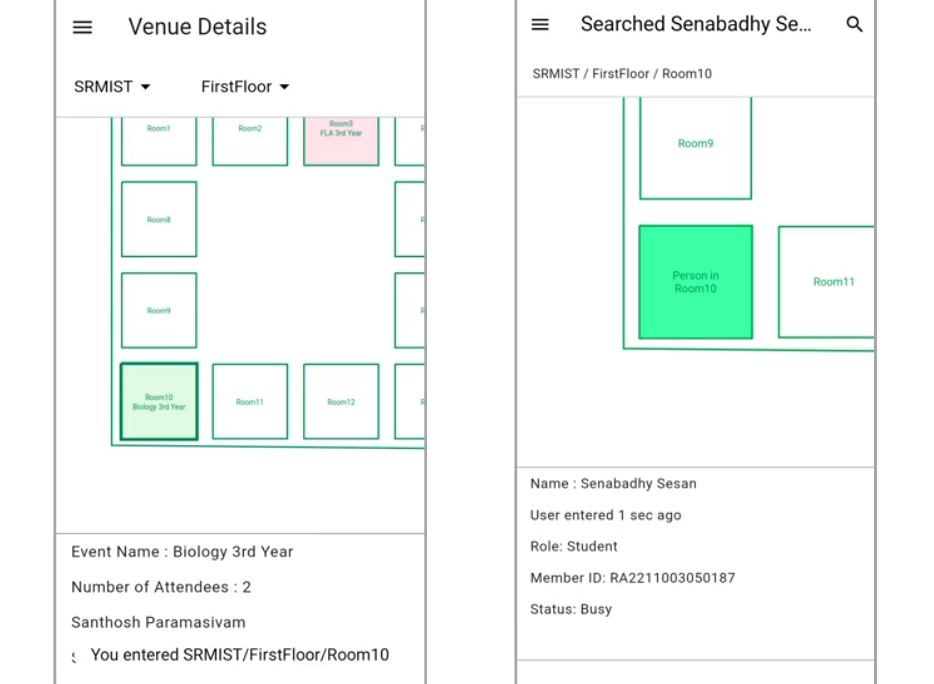 Venue Details
SRMIST
FirstFloor
Room1
Room2
Room3
FLA 3rd Year
Room8
Room9
Room10
Biology 3rd Year
Room11
Room12
Event Name : Biology 3rd Year
Number of Attendees : 2
Santhosh Paramasivam
You entered SRMIST/FirstFloor/Room10
Searched Senabadhy Se...
SRMIST / FirstFloor / Room10
Room9
Person in
Room10
Room11
Name : Senabadhy Sesan
User entered 1 sec ago
Role: Student
Member ID: RA2211003050187
Status: Busy